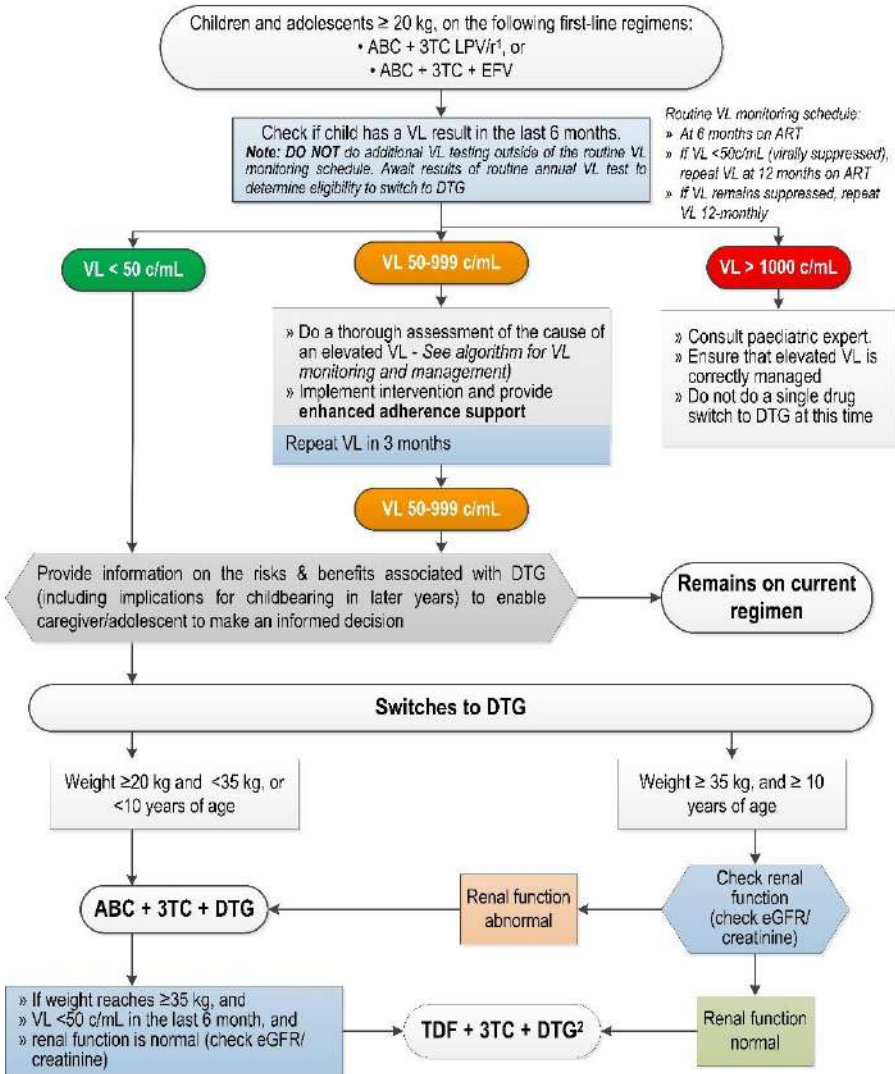 Children and adolescents ≥ 20 kg, on the following first-line regimens:
• ABC + 3TC LPV/r¹, or
• ABC + 3TC + EFV
Check if child has a VL result in the last 6 months.
Note: DO NOT do additional VL testing outside of the routine VL
monitoring schedule. Await results of routine annual VL test to
determine eligibility to switch to DTG
Routine VL monitoring schedule:
» At 6 months on ART
» If VL <50c/mL (virally suppressed),
repeat VL at 12 months on ART
» If VL remains suppressed, repeat
VL 12-monthly
VL < 50 c/mL
VL 50-999 c/mL
VL > 1000 c/mL
» Do a thorough assessment of the cause of
an elevated VL - See algorithm for VL
monitoring and management)
» Implement intervention and provide
enhanced adherence support
Repeat VL in 3 months
» Consult paediatric expert.
» Ensure that elevated VL is
correctly managed
» Do not do a single drug
switch to DTG at this time
VL 50-999 c/mL
Provide information on the risks & benefits associated with DTG
(including implications for childbearing in later years) to enable
caregiver/adolescent to make an informed decision
Remains on current
regimen
Switches to DTG
Weight ≥20 kg and <35 kg, or
<10 years of age
Weight ≥ 35 kg, and ≥ 10
years of age
ABC + 3TC + DTG
Renal function
abnormal
Check renal
function
(check eGFR/
creatinine)
» If weight reaches ≥35 kg, and
» VL <50 c/mL in the last 6 month, and
» renal function is normal (check eGFR/
creatinine)
TDF + 3TC + DTG²
Renal function
normal